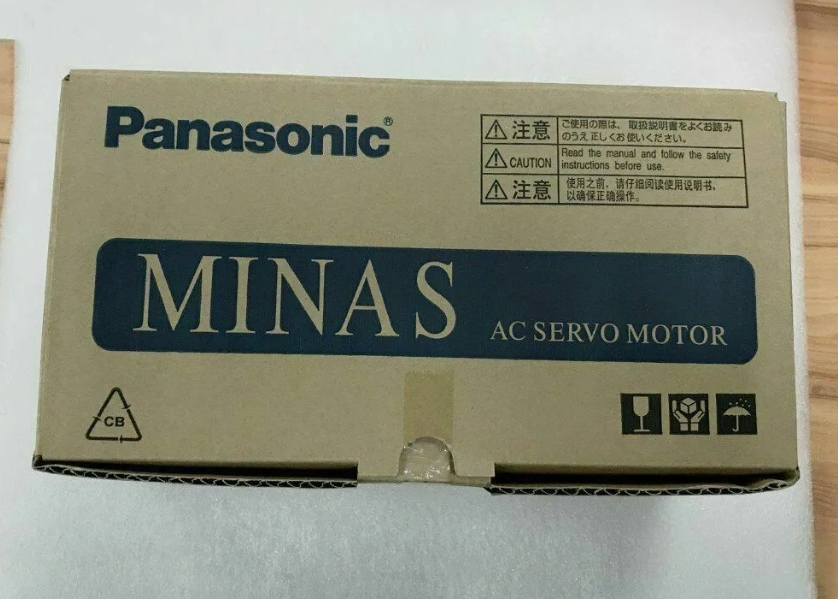 Panasonic®
注意 ご使用の際は、取扱説明書をよくお読み
のうえ正しくお使いください。
CAUTION Read the manual and follow the safety
instructions before use.
注意 使用之前，请仔细阅读使用说明书，
以确保正确操作。
MINAS AC SERVO MOTOR
CB